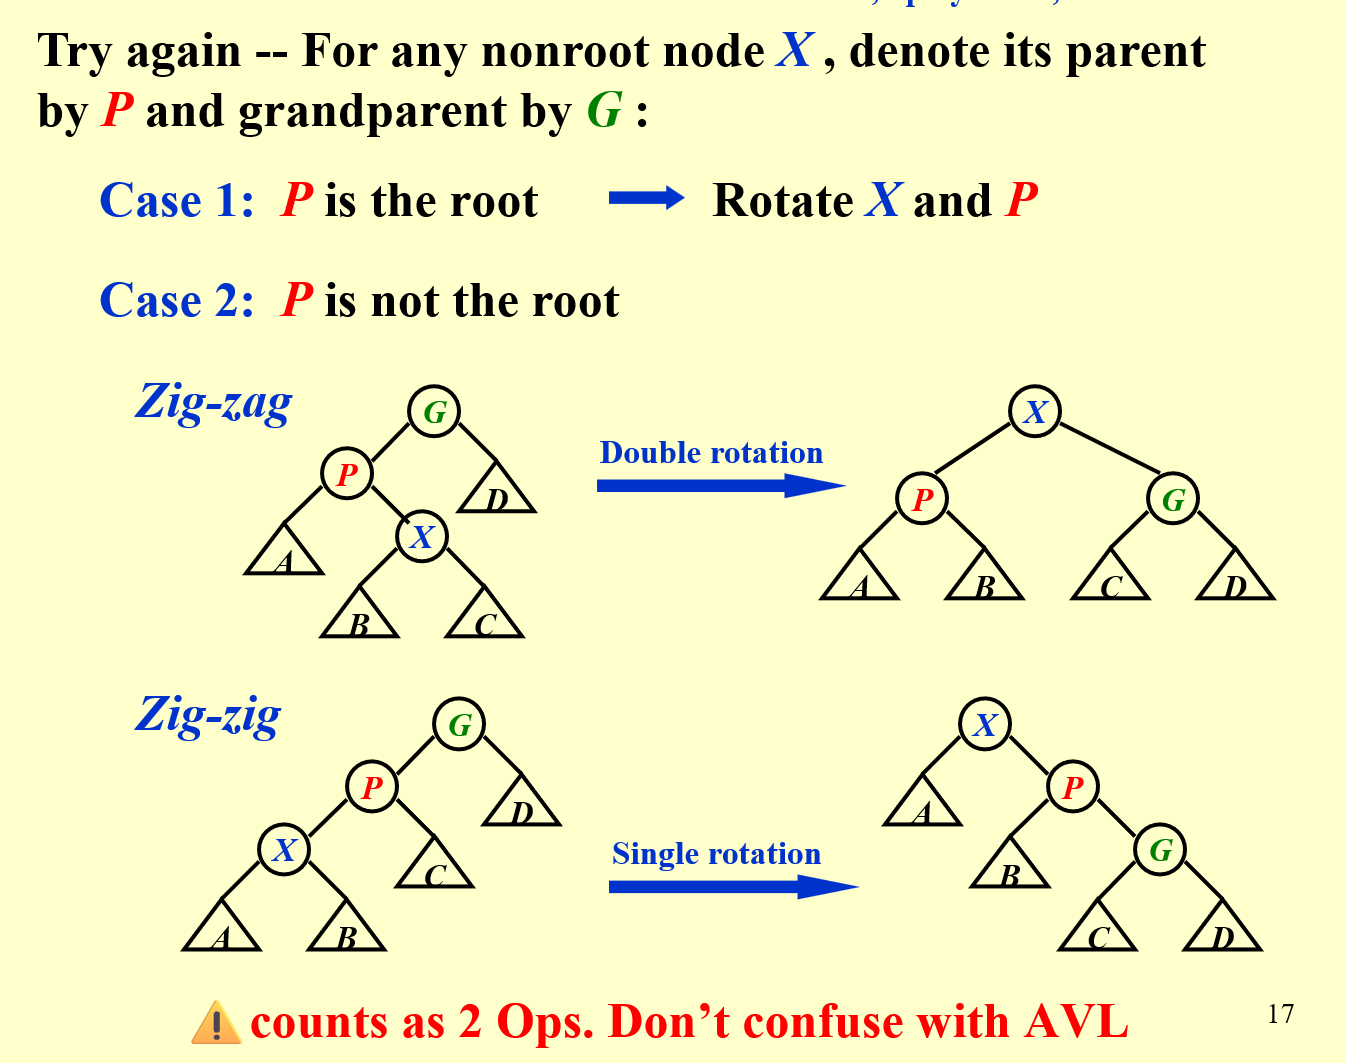 Try again -- For any nonroot node X , denote its parent
by P and grandparent by G :
Case 1: P is the root Rotate X and P
Case 2: P is not the root
Zig-zag
G
P
D
X
A
B C
Double rotation
X
P G
A B C D
Zig-zig
G
P
D
X
C
A B
Single rotation
X
A P
B G
C D
⚠ counts as 2 Ops. Don’t confuse with AVL
17